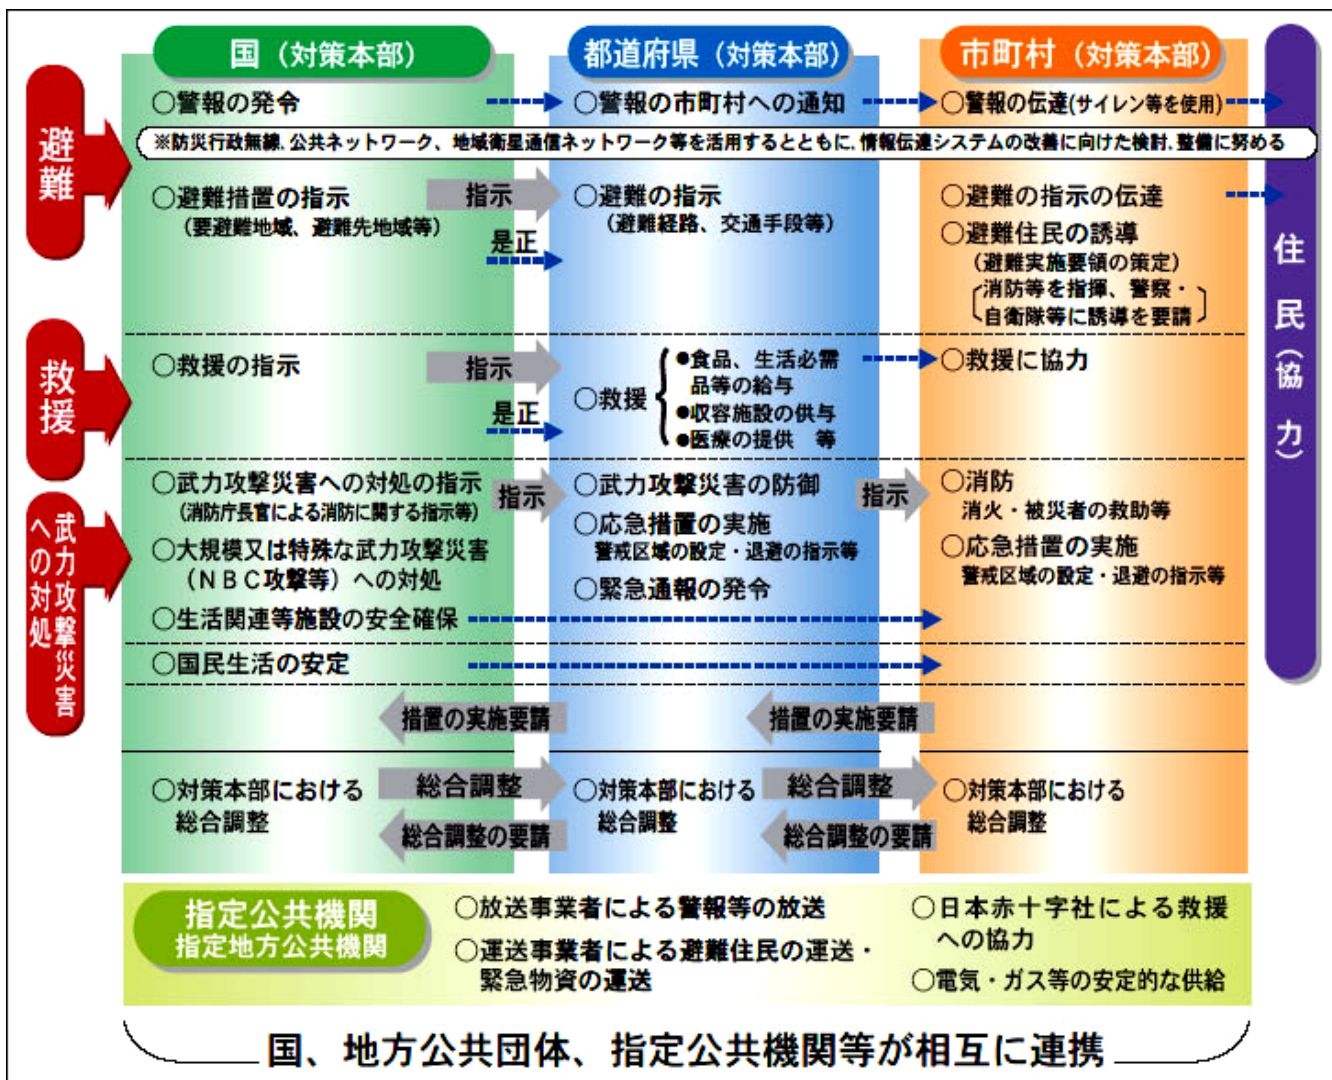 国（対策本部）
都道府県（対策本部）
市町村（対策本部）
住民（協力）
避難
○警報の発令
○警報の市町村への通知
○警報の伝達(サイレン等を使用)
※防災行政無線、公共ネットワーク、地域衛星通信ネットワーク等を活用するとともに、情報伝達システムの改善に向けた検討、整備に努める
○避難措置の指示
（要避難地域、避難先地域等）
指示
是正
○避難の指示
（避難経路、交通手段等）
○避難の指示の伝達
○避難住民の誘導
（避難実施要領の策定）
消防等を指揮、警察・
自衛隊等に誘導を要請
救援
○救援の指示
指示
是正
○救援
●食品、生活必需
品等の給与
●収容施設の供与
●医療の提供　等
○救援に協力
武力攻撃災害
への対処
○武力攻撃災害への対処の指示
（消防庁長官による消防に関する指示等）
○大規模又は特殊な武力攻撃災害
（ＮＢＣ攻撃等）への対処
○生活関連等施設の安全確保
指示
○武力攻撃災害の防御
○応急措置の実施
警戒区域の設定・退避の指示等
○緊急通報の発令
指示
○消防
消火・被災者の救助等
○応急措置の実施
警戒区域の設定・退避の指示等
○国民生活の安定
措置の実施要請
措置の実施要請
○対策本部における
総合調整
総合調整
総合調整の要請
○対策本部における
総合調整
総合調整
総合調整の要請
○対策本部における
総合調整
指定公共機関
指定地方公共機関
○放送事業者による警報等の放送
○運送事業者による避難住民の運送・
緊急物資の運送
○日本赤十字社による救援
への協力
○電気・ガス等の安定的な供給
国、地方公共団体、指定公共機関等が相互に連携